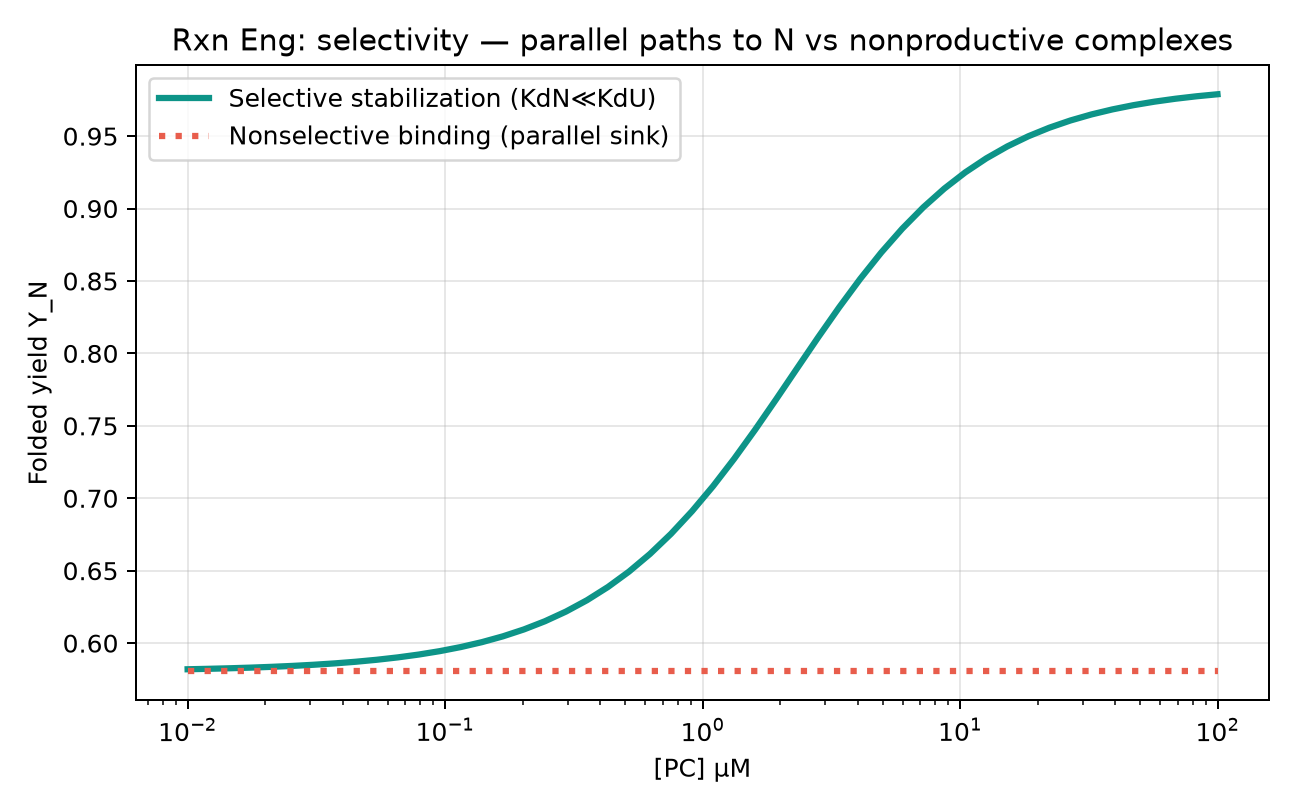 Rxn Eng: selectivity — parallel paths to N vs nonproductive complexes
Selective stabilization (KdN≪KdU)
Nonselective binding (parallel sink)
Folded yield Y_N
0.95
0.90
0.85
0.80
0.75
0.70
0.65
0.60
10⁻² 10⁻¹ 10⁰ 10¹ 10²
[PC] µM